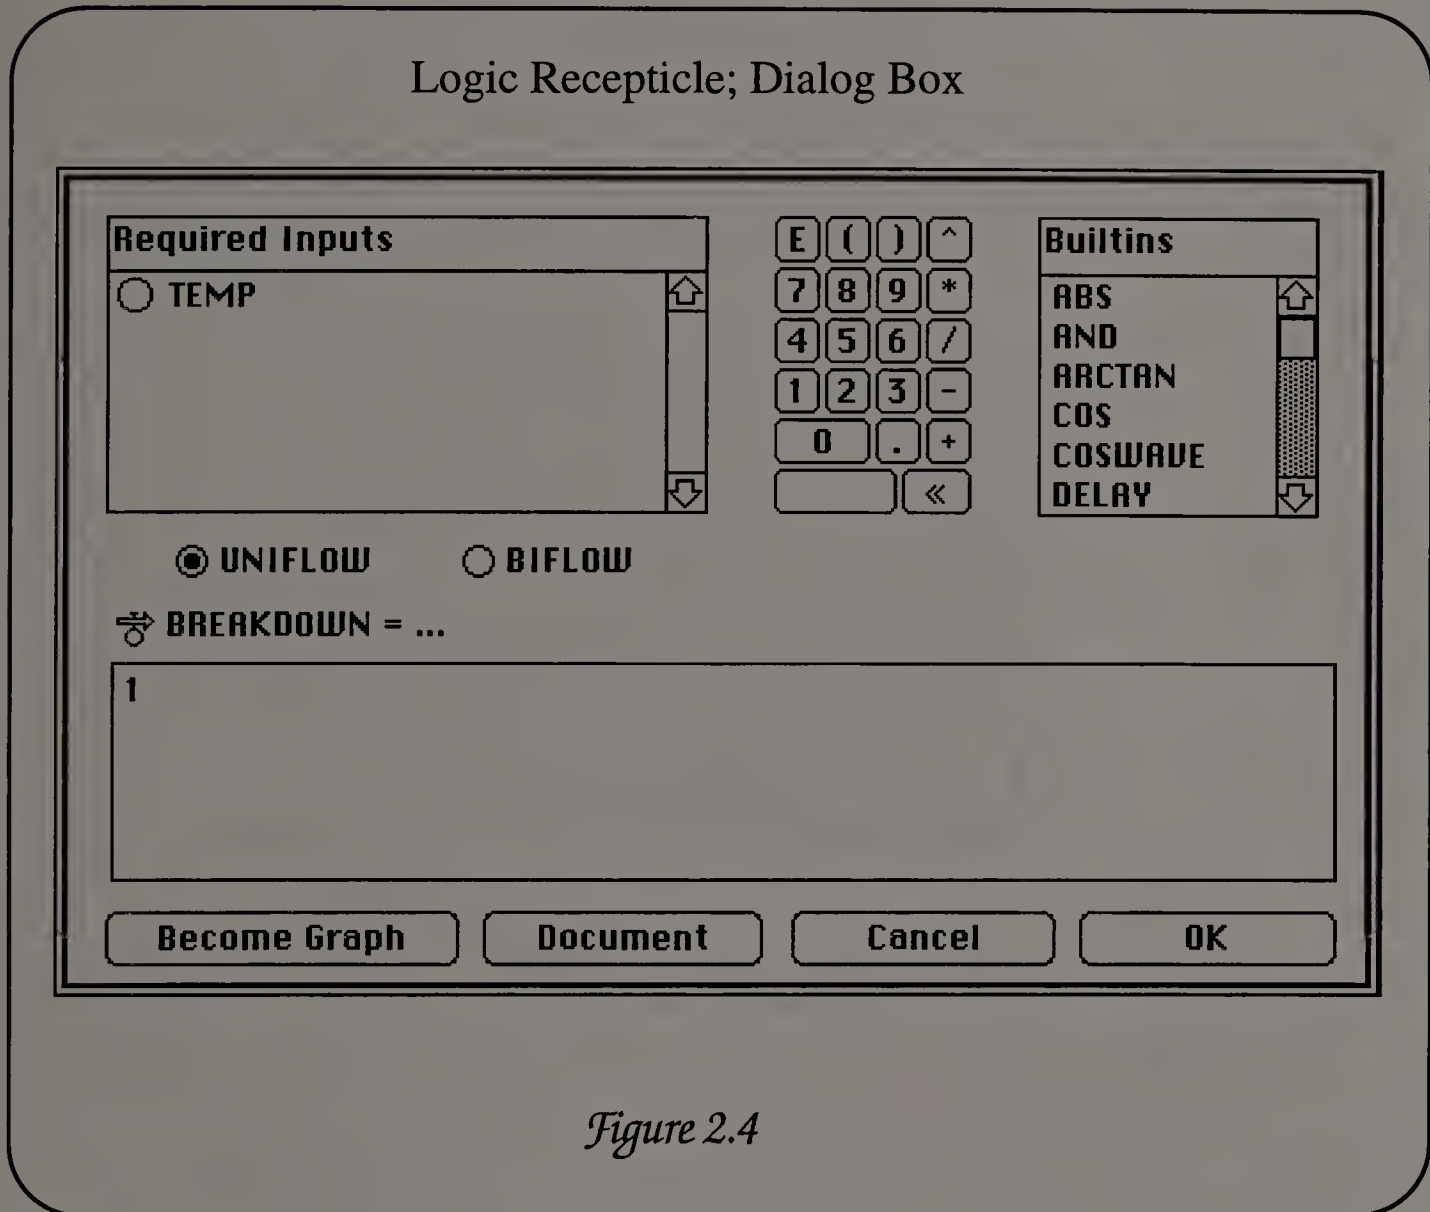 Logic Recepticle; Dialog Box
Required Inputs
TEMP
E ( ) ^
7 8 9 *
4 5 6 /
1 2 3 -
0 . +
«
Builtins
ABS
AND
ARCTAN
COS
COSWAVE
DELAY
UNIFLOW BIFLOW
BREAKDOWN = ...
1
Become Graph Document Cancel OK
Figure 2.4